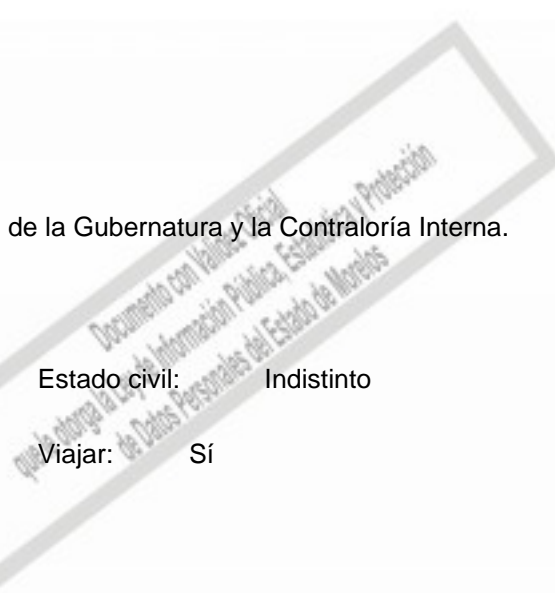 de la Gubernatura y la Contraloría Interna.
Documento con Validez Oficial
que le otorga la Ley de Información Pública, Estadística y Protección
de Datos Personales del Estado de Morelos
Estado civil: Indistinto
Viajar: Sí